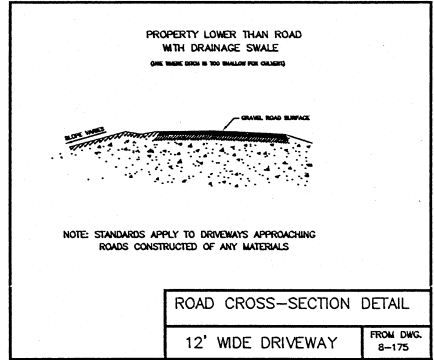 PROPERTY LOWER THAN ROAD
WITH DRAINAGE SWALE
(USE WHERE DITCH IS TOO SHALLOW FOR CULVERT)
GRAVEL ROAD SURFACE
SLOPE VARIES
NOTE: STANDARDS APPLY TO DRIVEWAYS APPROACHING
ROADS CONSTRUCTED OF ANY MATERIALS
ROAD CROSS-SECTION DETAIL
12' WIDE DRIVEWAY
FROM DWG.
8-175